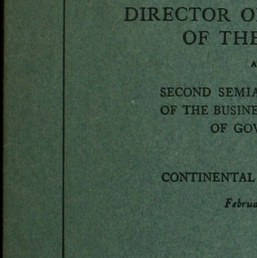 DIRECTOR O
OF THE
A
SECOND SEMIA
OF THE BUSINE
OF GOV
CONTINENTAL
Februa